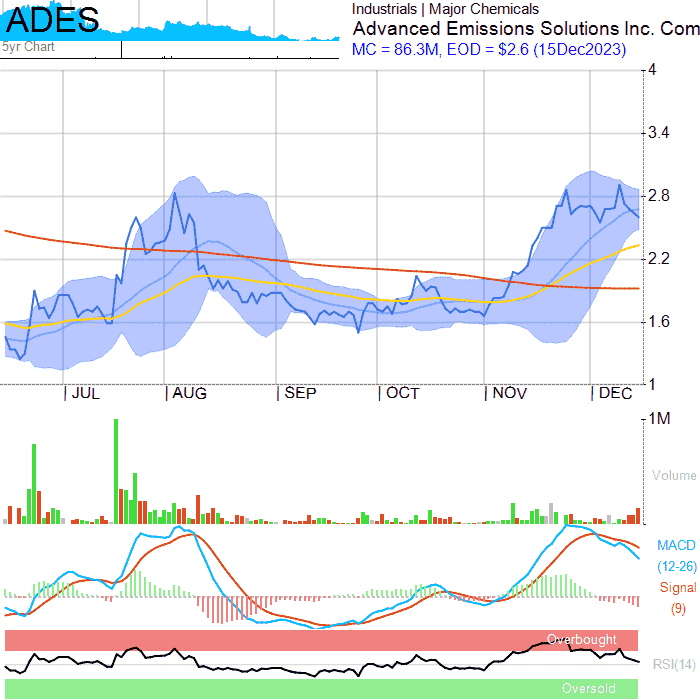 ADES
5yr Chart
Industrials | Major Chemicals
Advanced Emissions Solutions Inc. Com
MC = 86.3M, EOD = $2.6 (15Dec2023)
4
3.4
2.8
2.2
1.6
1
JUL
AUG
SEP
OCT
NOV
DEC
1M
Volume
MACD
(12-26)
Signal
(9)
Overbought
RSI(14)
Oversold